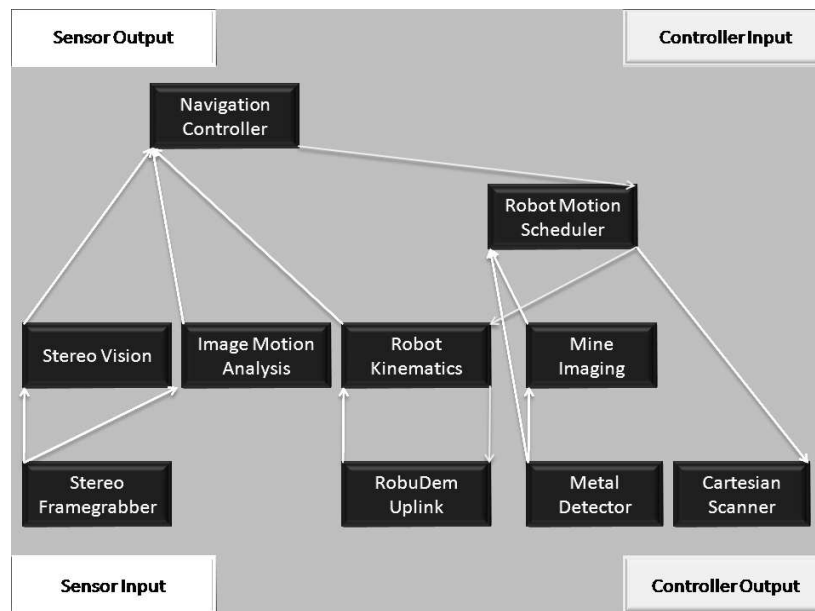 Sensor Output
Controller Input
Navigation
Controller
Robot Motion
Scheduler
Stereo Vision
Image Motion
Analysis
Robot
Kinematics
Mine
Imaging
Stereo
Framegrabber
RobuDem
Uplink
Metal
Detector
Cartesian
Scanner
Sensor Input
Controller Output